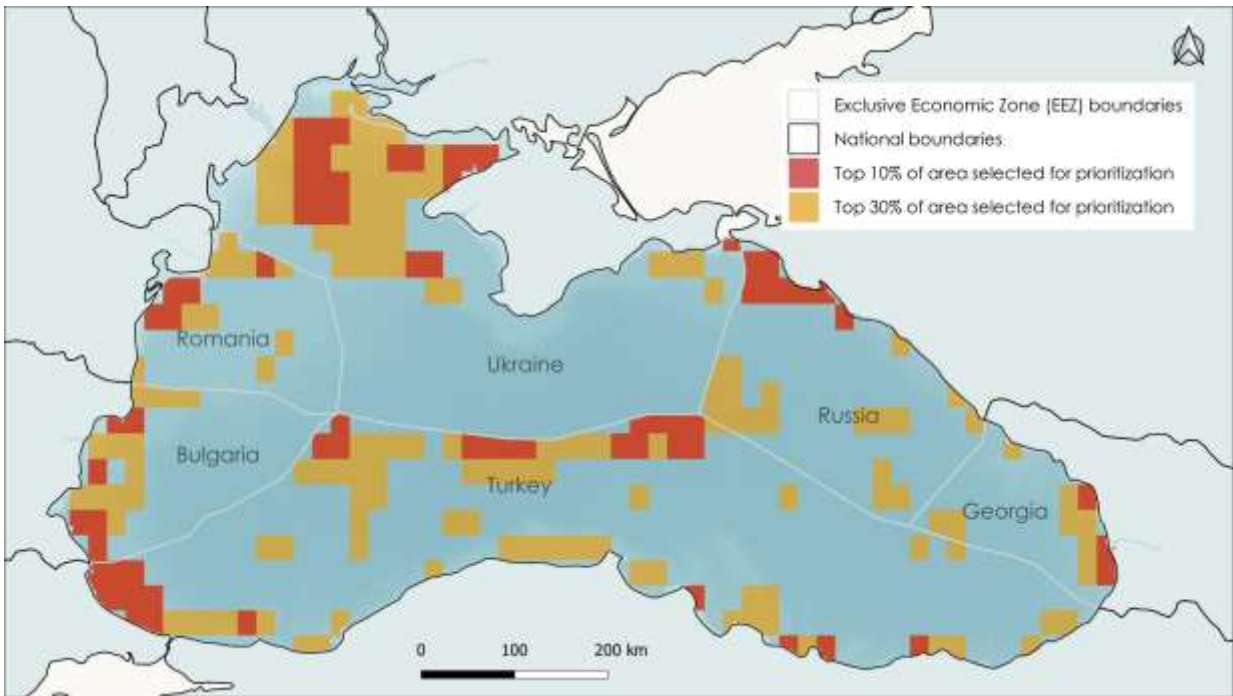 Exclusive Economic Zone (EEZ) boundaries
National boundaries
Top 10% of area selected for prioritization
Top 30% of area selected for prioritization
Romania
Ukraine
Russia
Bulgaria
Turkey
Georgia
0 100 200 km